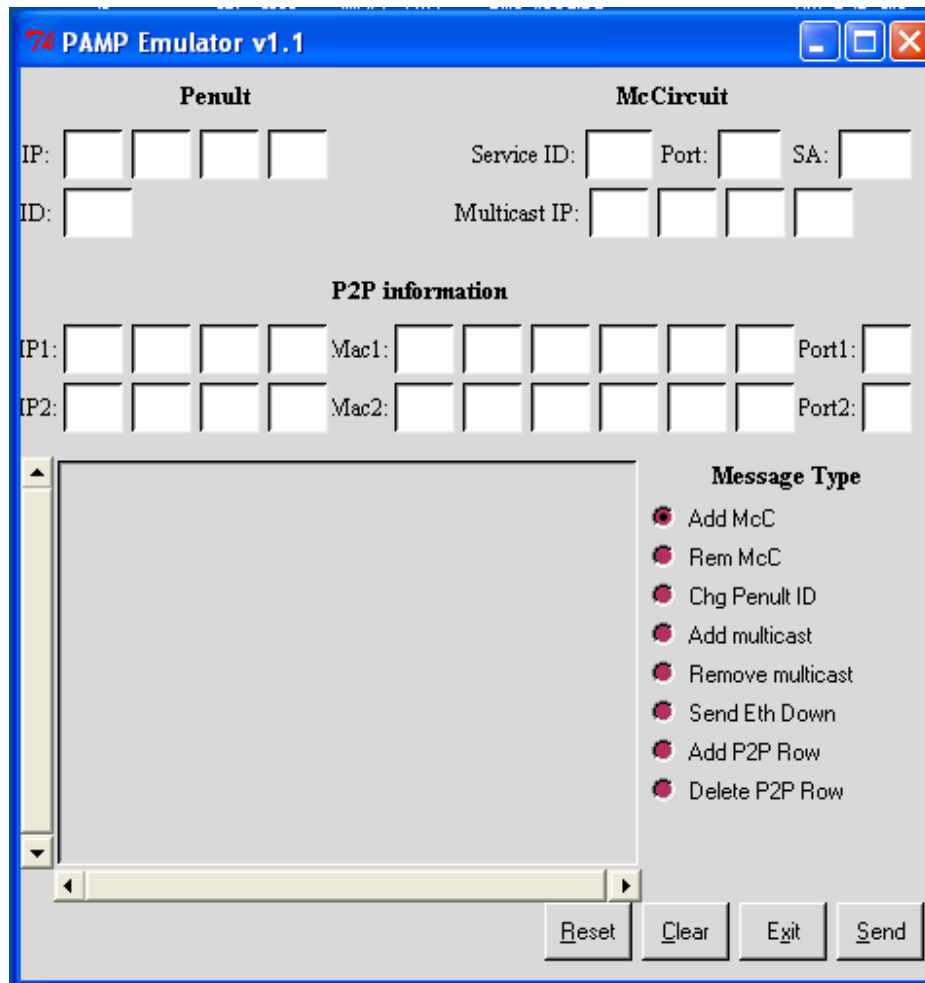 PAMP Emulator v1.1
Penult McCircuit
IP: Service ID: Port: SA:
ID: Multicast IP:
P2P information
IP1: Mac1: Port1:
IP2: Mac2: Port2:
Message Type
Add McC
Rem McC
Chg Penult ID
Add multicast
Remove multicast
Send Eth Down
Add P2P Row
Delete P2P Row
Reset Clear Exit Send